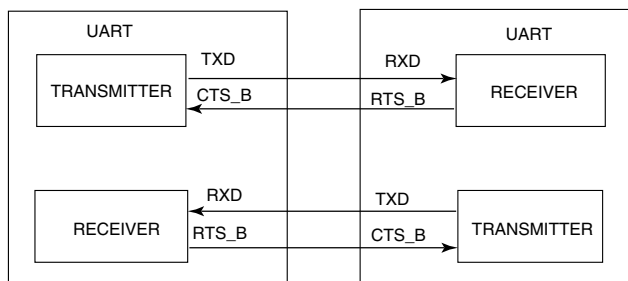 UART UART
TXD RXD
TRANSMITTER RECEIVER
CTS_B RTS_B
RXD TXD
RECEIVER TRANSMITTER
RTS_B CTS_B